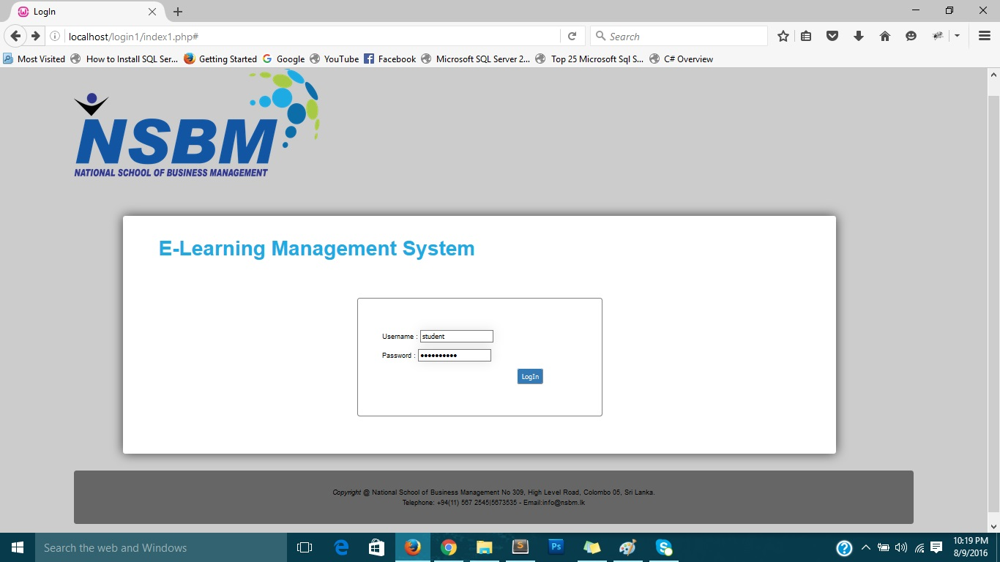 LogIn
localhost/login1/index1.php#
Search
Most Visited How to Install SQL Ser... Getting Started Google YouTube Facebook Microsoft SQL Server 2... Top 25 Microsoft Sql S... C# Overview
NSBM
NATIONAL SCHOOL OF BUSINESS MANAGEMENT
E-Learning Management System
Username : student
Password : ••••••••••
LogIn
Copyright @ National School of Business Management No 309, High Level Road, Colombo 05, Sri Lanka.
Telephone: +94(11) 567 2545|5673535 - Email:info@nsbm.lk
Search the web and Windows
Ps
10:19 PM
8/9/2016